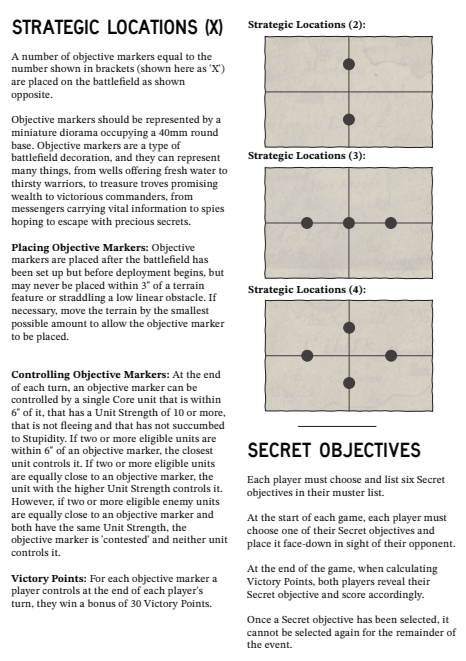 STRATEGIC LOCATIONS (X)
A number of objective markers equal to the
number shown in brackets (shown here as 'X')
are placed on the battlefield as shown
opposite.
Objective markers should be represented by a
miniature diorama occupying a 40mm round
base. Objective markers are a type of
battlefield decoration, and they can represent
many things, from wells offering fresh water to
thirsty warriors, to treasure troves promising
wealth to victorious commanders, from
messengers carrying vital information to spies
hoping to escape with precious secrets.
Placing Objective Markers: Objective
markers are placed after the battlefield has
been set up but before deployment begins, but
may never be placed within 3" of a terrain
feature or straddling a low linear obstacle. If
necessary, move the terrain by the smallest
possible amount to allow the objective marker
to be placed.
Controlling Objective Markers: At the end
of each turn, an objective marker can be
controlled by a single Core unit that is within
6" of it, that has a Unit Strength of 10 or more,
that is not fleeing and that has not succumbed
to Stupidity. If two or more eligible units are
within 6" of an objective marker, the closest
unit controls it. If two or more eligible units
are equally close to an objective marker, the
unit with the higher Unit Strength controls it.
However, if two or more eligible enemy units
are equally close to an objective marker and
both have the same Unit Strength, the
objective marker is 'contested' and neither unit
controls it.
Victory Points: For each objective marker a
player controls at the end of each player's
turn, they win a bonus of 30 Victory Points.
Strategic Locations (2):
Strategic Locations (3):
Strategic Locations (4):
SECRET OBJECTIVES
Each player must choose and list six Secret
objectives in their muster list.
At the start of each game, each player must
choose one of their Secret objectives and
place it face-down in sight of their opponent.
At the end of the game, when calculating
Victory Points, both players reveal their
Secret objective and score accordingly.
Once a Secret objective has been selected, it
cannot be selected again for the remainder of
the event.